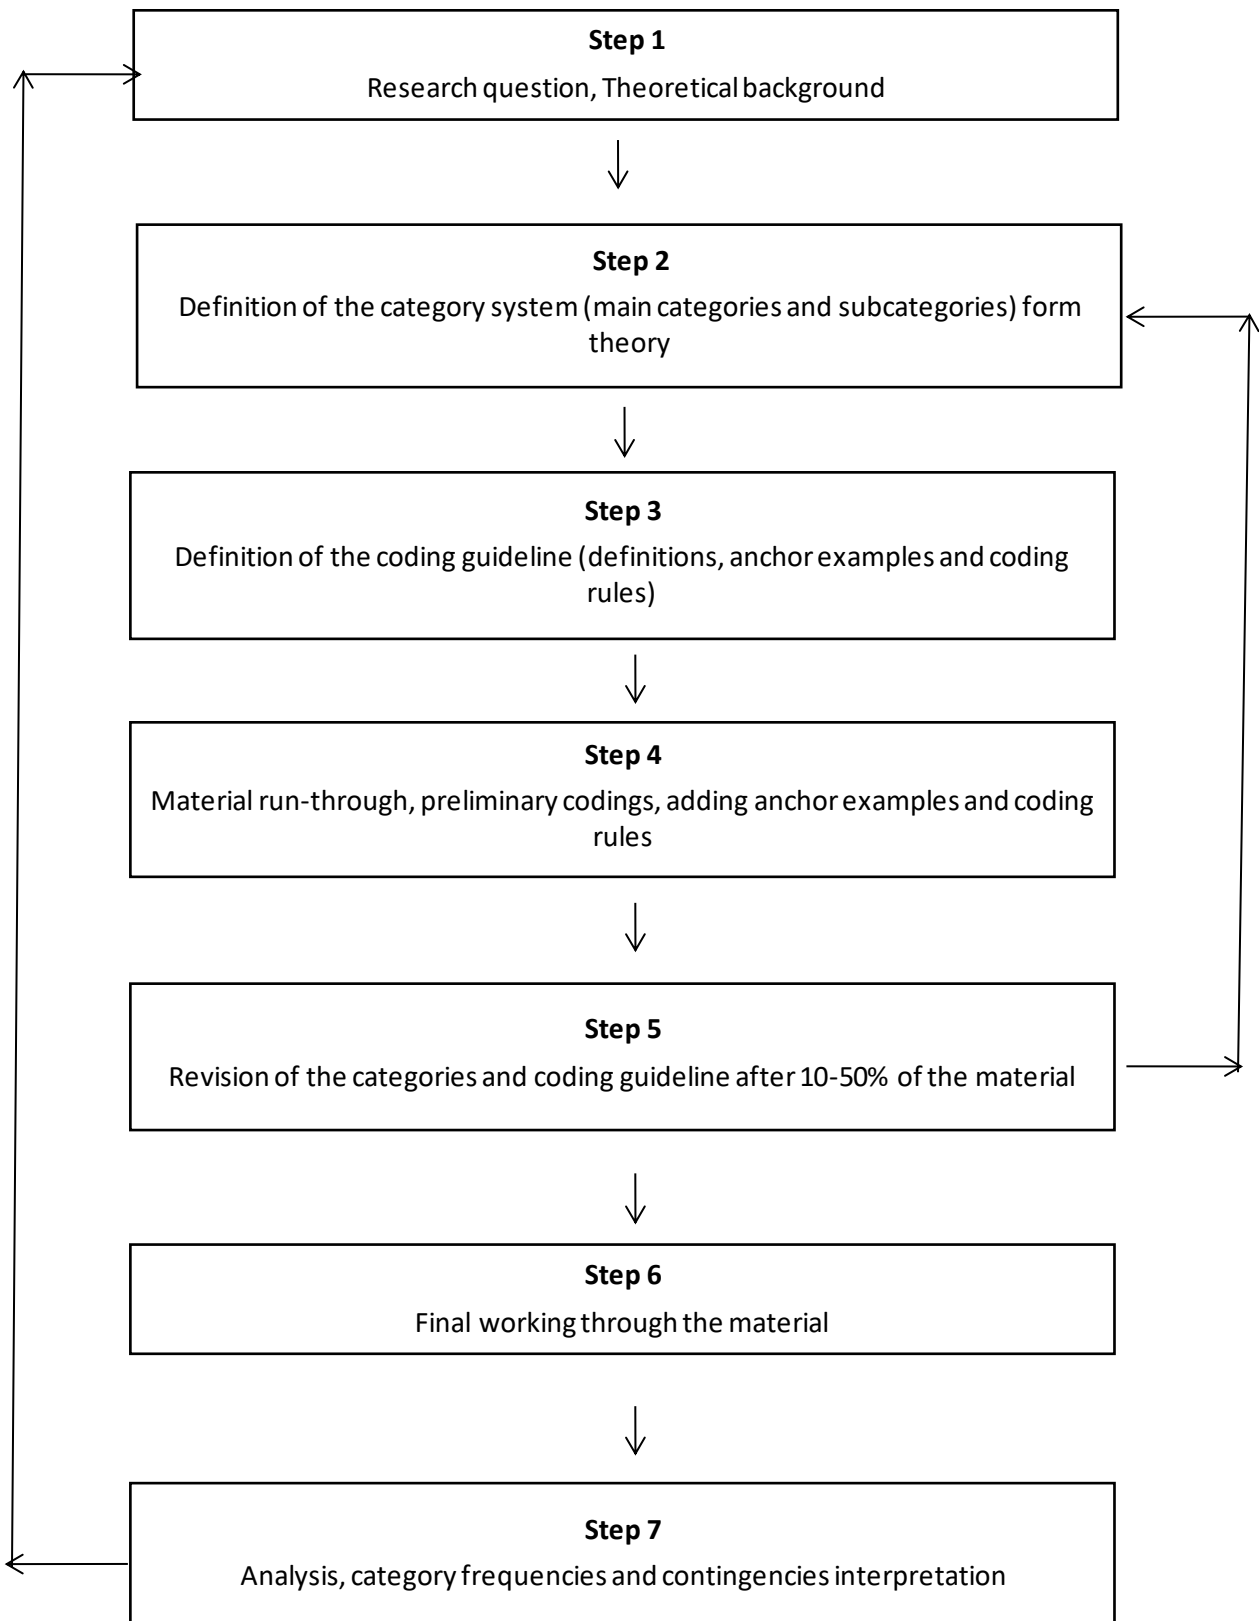 Step 1
Research question, Theoretical background
Step 2
Definition of the category system (main categories and subcategories) form
theory
Step 3
Definition of the coding guideline (definitions, anchor examples and coding
rules)
Step 4
Material run-through, preliminary codings, adding anchor examples and coding
rules
Step 5
Revision of the categories and coding guideline after 10-50% of the material
Step 6
Final working through the material
Step 7
Analysis, category frequencies and contingencies interpretation